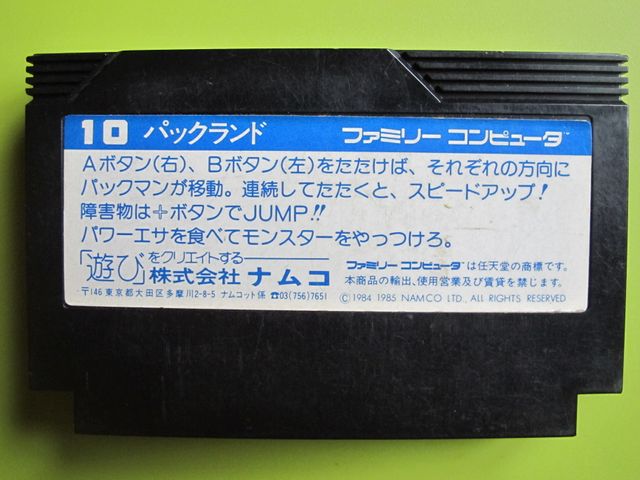 10 パックランド ファミリー コンピュータ™
Aボタン(右)、Bボタン(左)をたたけば、それぞれの方向に
パックマンが移動。連続してたたくと、スピードアップ!
障害物は✛ボタンでJUMP!!
パワーエサを食べてモンスターをやっつけろ。
「遊び」をクリエイトする 株式会社 ナムコ
〒146 東京都大田区多摩川2-8-5 ナムコット係 ☎03(756)7651
ファミリー コンピュータ™は任天堂の商標です。
本商品の輸出、使用営業及び賃貸を禁じます。
©1984 1985 NAMCO LTD., ALL RIGHTS RESERVED